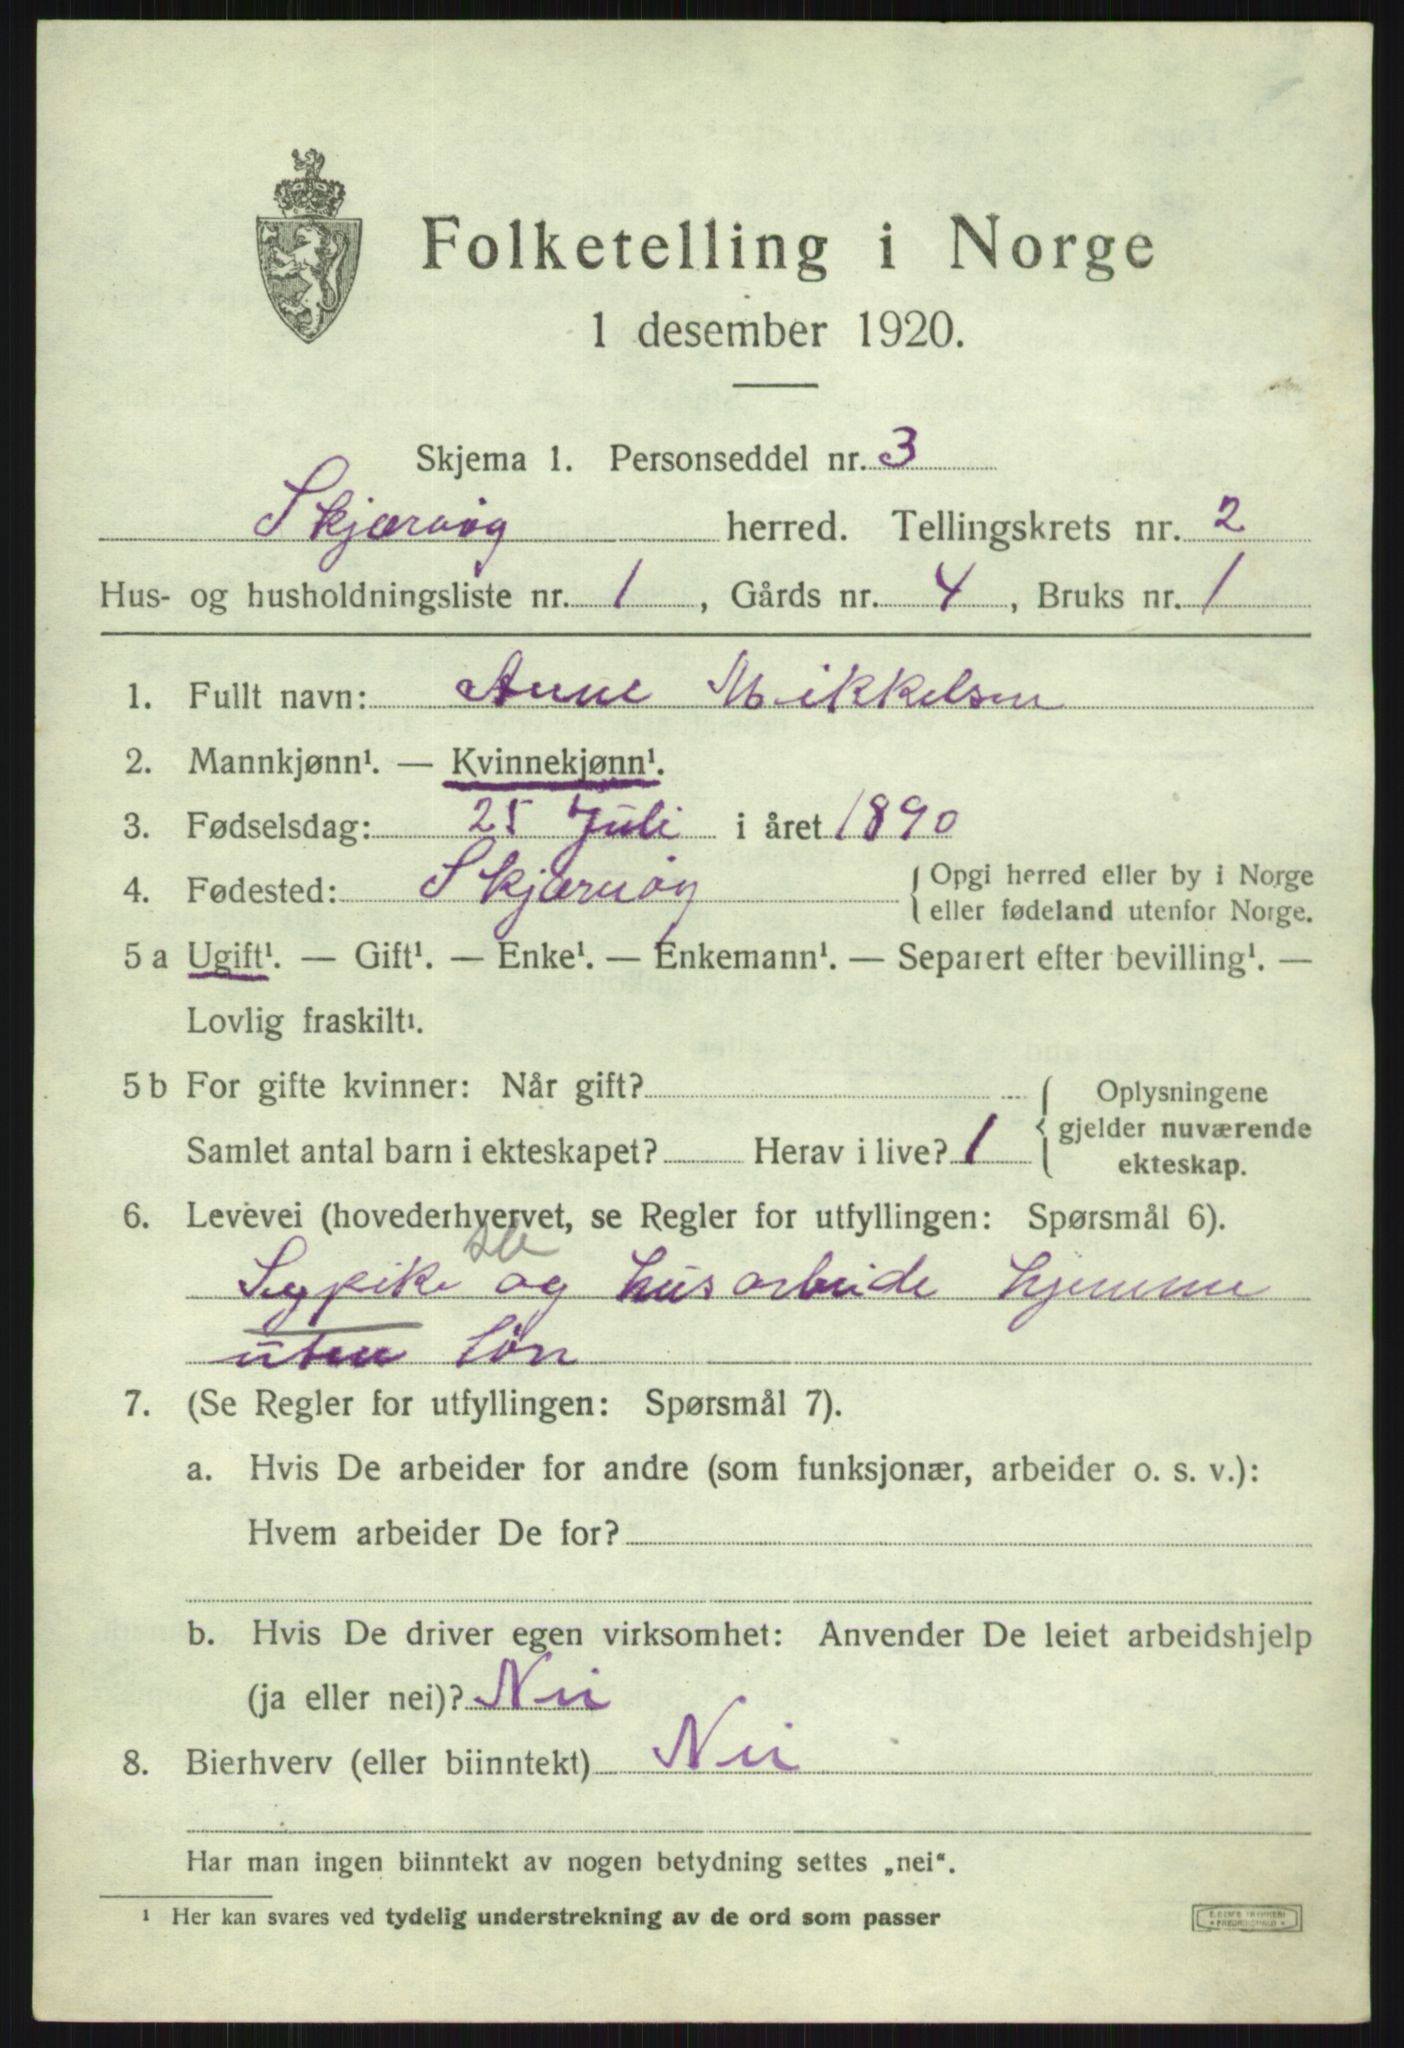 Folketelling i Norge
1 desember 1920.
Skjema 1. Personseddel nr. 3
Skjærvøy herred. Tellingskrets nr. 2
Hus- og husholdningsliste nr. 1, Gårds nr. 4, Bruks nr. 1
1. Fullt navn: Anne Mikkelsen
2. Mannkjønn¹. — Kvinnekjønn¹.
3. Fødselsdag: 25 Juli i året 1890
4. Fødested: Skjærvøy { Opgi herred eller by i Norge
eller fødeland utenfor Norge.
5 a Ugift¹. — Gift¹. — Enke¹. — Enkemann¹. — Separert efter bevilling¹. —
Lovlig fraskilt¹.
5 b For gifte kvinner: Når gift? { Oplysningene
gjelder nuværende
Samlet antal barn i ekteskapet? Herav i live? 1
ekteskap.
6. Levevei (hovederhvervet, se Regler for utfyllingen: Spørsmål 6).
Sypike og husarbeide hjemme
uten løn
7. (Se Regler for utfyllingen: Spørsmål 7).
a. Hvis De arbeider for andre (som funksjonær, arbeider o. s. v.):
Hvem arbeider De for?
b. Hvis De driver egen virksomhet: Anvender De leiet arbeidshjelp
(ja eller nei)? Nei
8. Bierhverv (eller biinntekt) Nei
Har man ingen biinntekt av nogen betydning settes „nei“.
¹ Her kan svares ved tydelig understrekning av de ord som passer